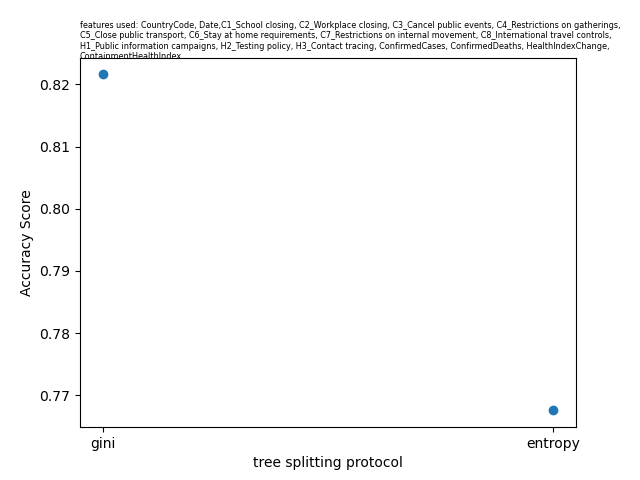 features used: CountryCode, Date,C1_School closing, C2_Workplace closing, C3_Cancel public events, C4_Restrictions on gatherings,
C5_Close public transport, C6_Stay at home requirements, C7_Restrictions on internal movement, C8_International travel controls,
H1_Public information campaigns, H2_Testing policy, H3_Contact tracing, ConfirmedCases, ConfirmedDeaths, HealthIndexChange,
ContainmentHealthIndex
0.82
0.81
0.80
0.79
0.78
0.77
Accuracy Score
gini
entropy
tree splitting protocol